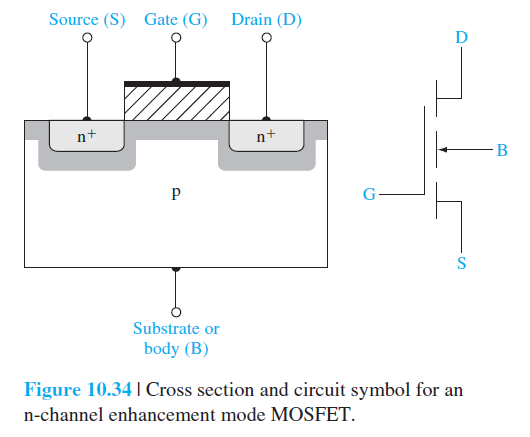 Source (S) Gate (G) Drain (D)
n+ n+
p
Substrate or
body (B)
D
B
G
S
Figure 10.34 | Cross section and circuit symbol for an
n-channel enhancement mode MOSFET.